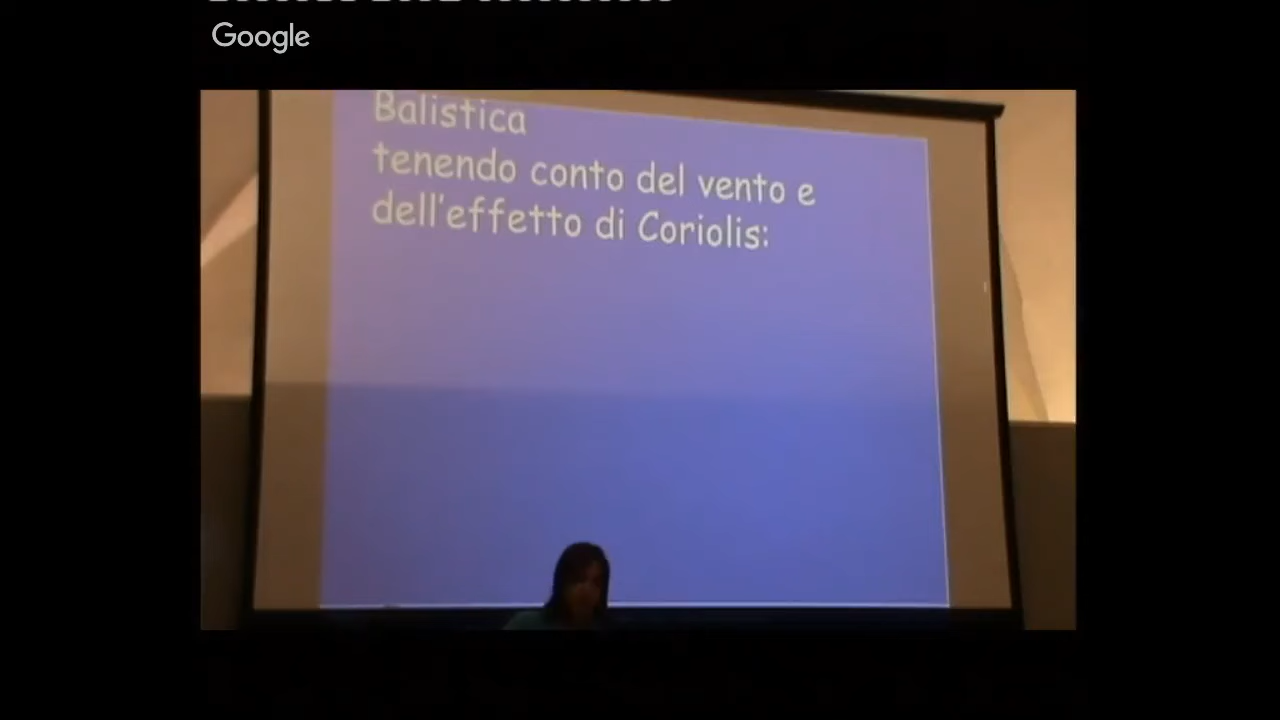 Google
Balistica
tenendo conto del vento e
dell'effetto di Coriolis: